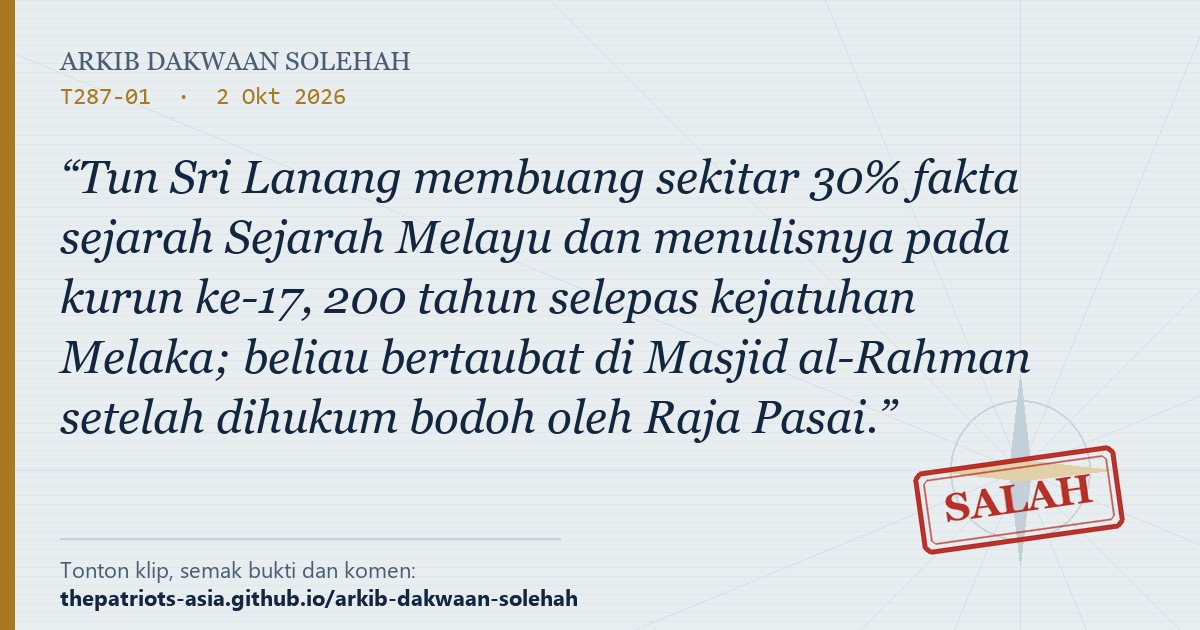 ARKIB DAKWAAN SOLEHAH
T287-01 · 2 Okt 2026
“Tun Sri Lanang membuang sekitar 30% fakta
sejarah Sejarah Melayu dan menulisnya pada
kurun ke-17, 200 tahun selepas kejatuhan
Melaka; beliau bertaubat di Masjid al-Rahman
setelah dihukum bodoh oleh Raja Pasai.”
SALAH
Tonton klip, semak bukti dan komen:
thepatriots-asia.github.io/arkib-dakwaan-solehah